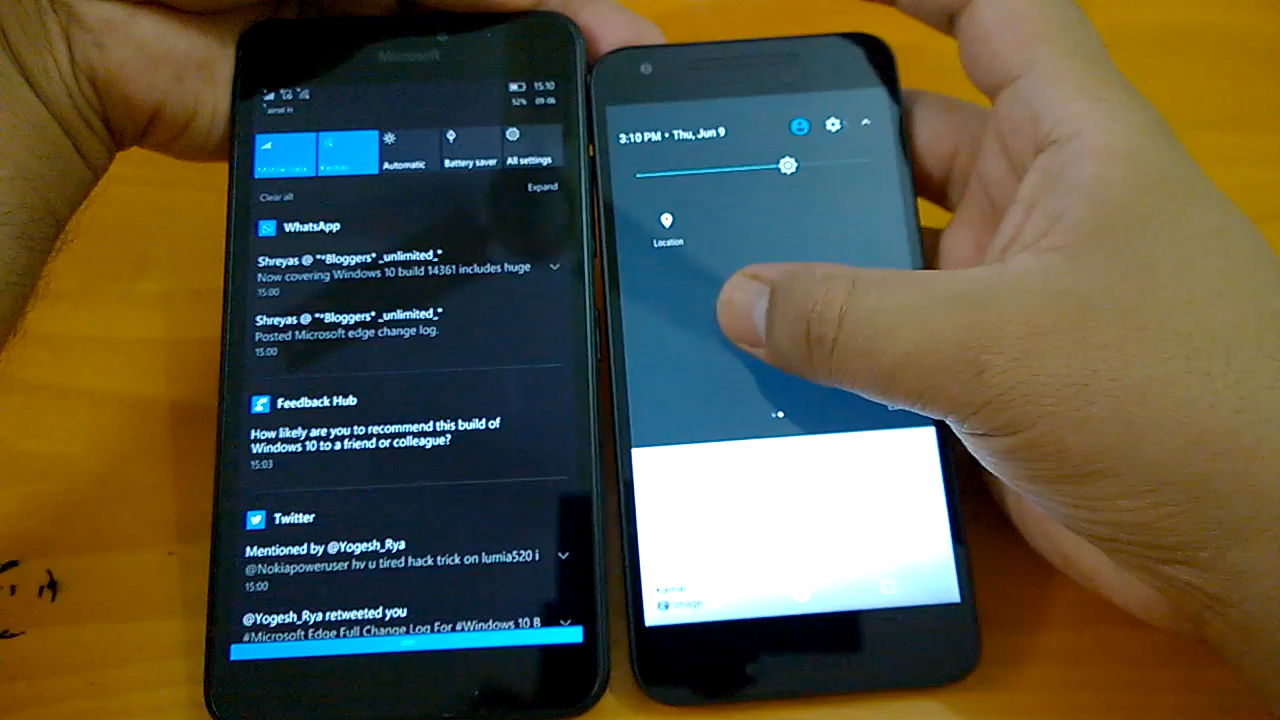 Microsoft
15:10
52% 09-06
Automatic
Battery saver
All settings
Clear all
Expand
WhatsApp
Shreyas @ "*Bloggers* _unlimited_"
Now covering Windows 10 build 14361 includes huge
15:00
Shreyas @ "*Bloggers* _unlimited_"
Posted Microsoft edge change log.
15:00
Feedback Hub
How likely are you to recommend this build of
Windows 10 to a friend or colleague?
15:03
Twitter
Mentioned by @Yogesh_Rya
@Nokiapoweruser hv u tired hack trick on lumia520 i
15:00
@Yogesh_Rya retweeted you
#Microsoft Edge Full Change Log For #Windows 10 B
3:10 PM • Thu, Jun 9
Location